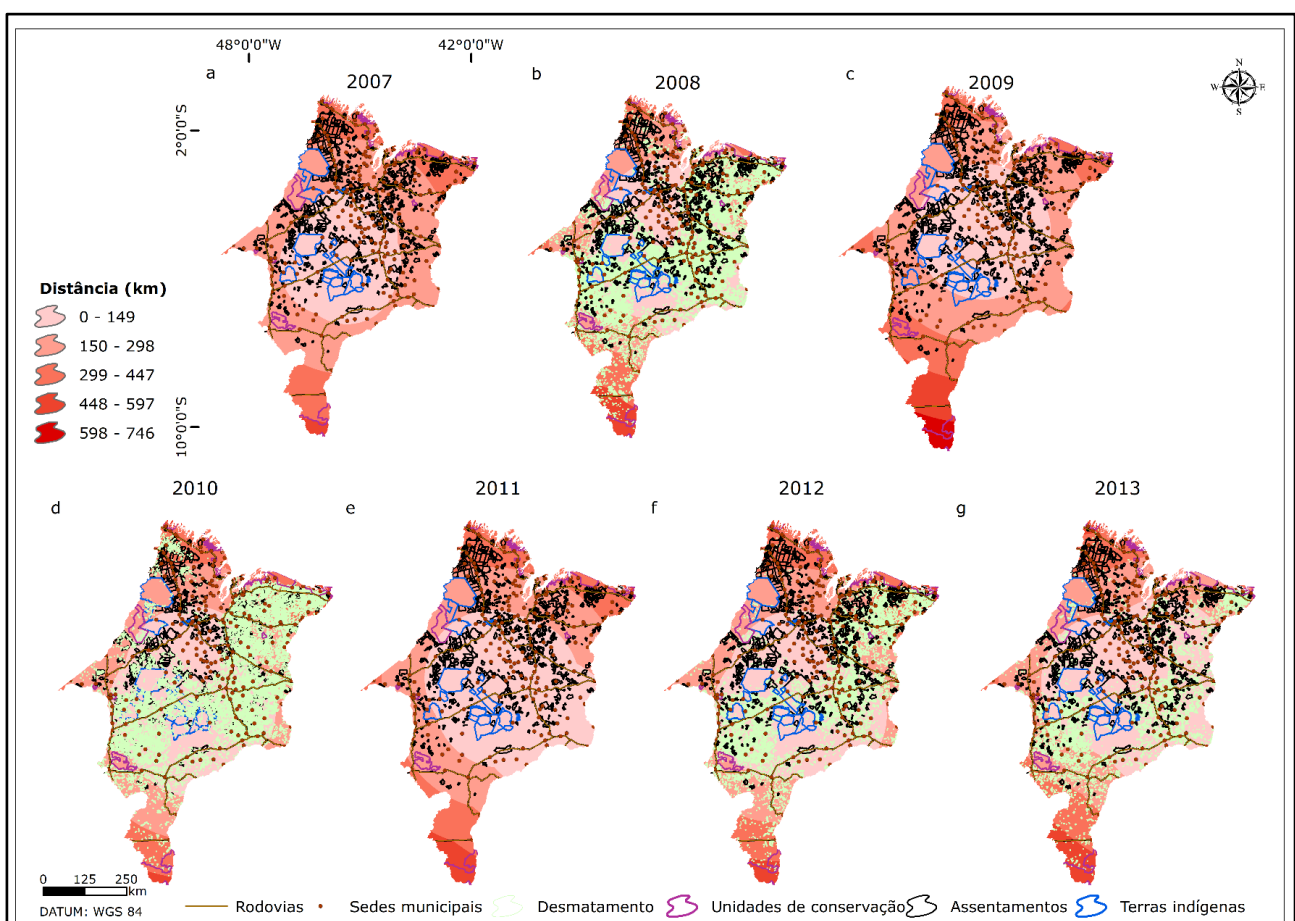 48°0'0"W
42°0'0"W
a
2007
b
2008
c
2009
N
W
E
S
2°0'0"S
Distância (km)
0 - 149
150 - 298
299 - 447
448 - 597
598 - 746
10°0'0"S
d
2010
e
2011
f
2012
g
2013
0 125 250
km
DATUM: WGS 84
Rodovias
Sedes municipais
Desmatamento
Unidades de conservação
Assentamentos
Terras indígenas